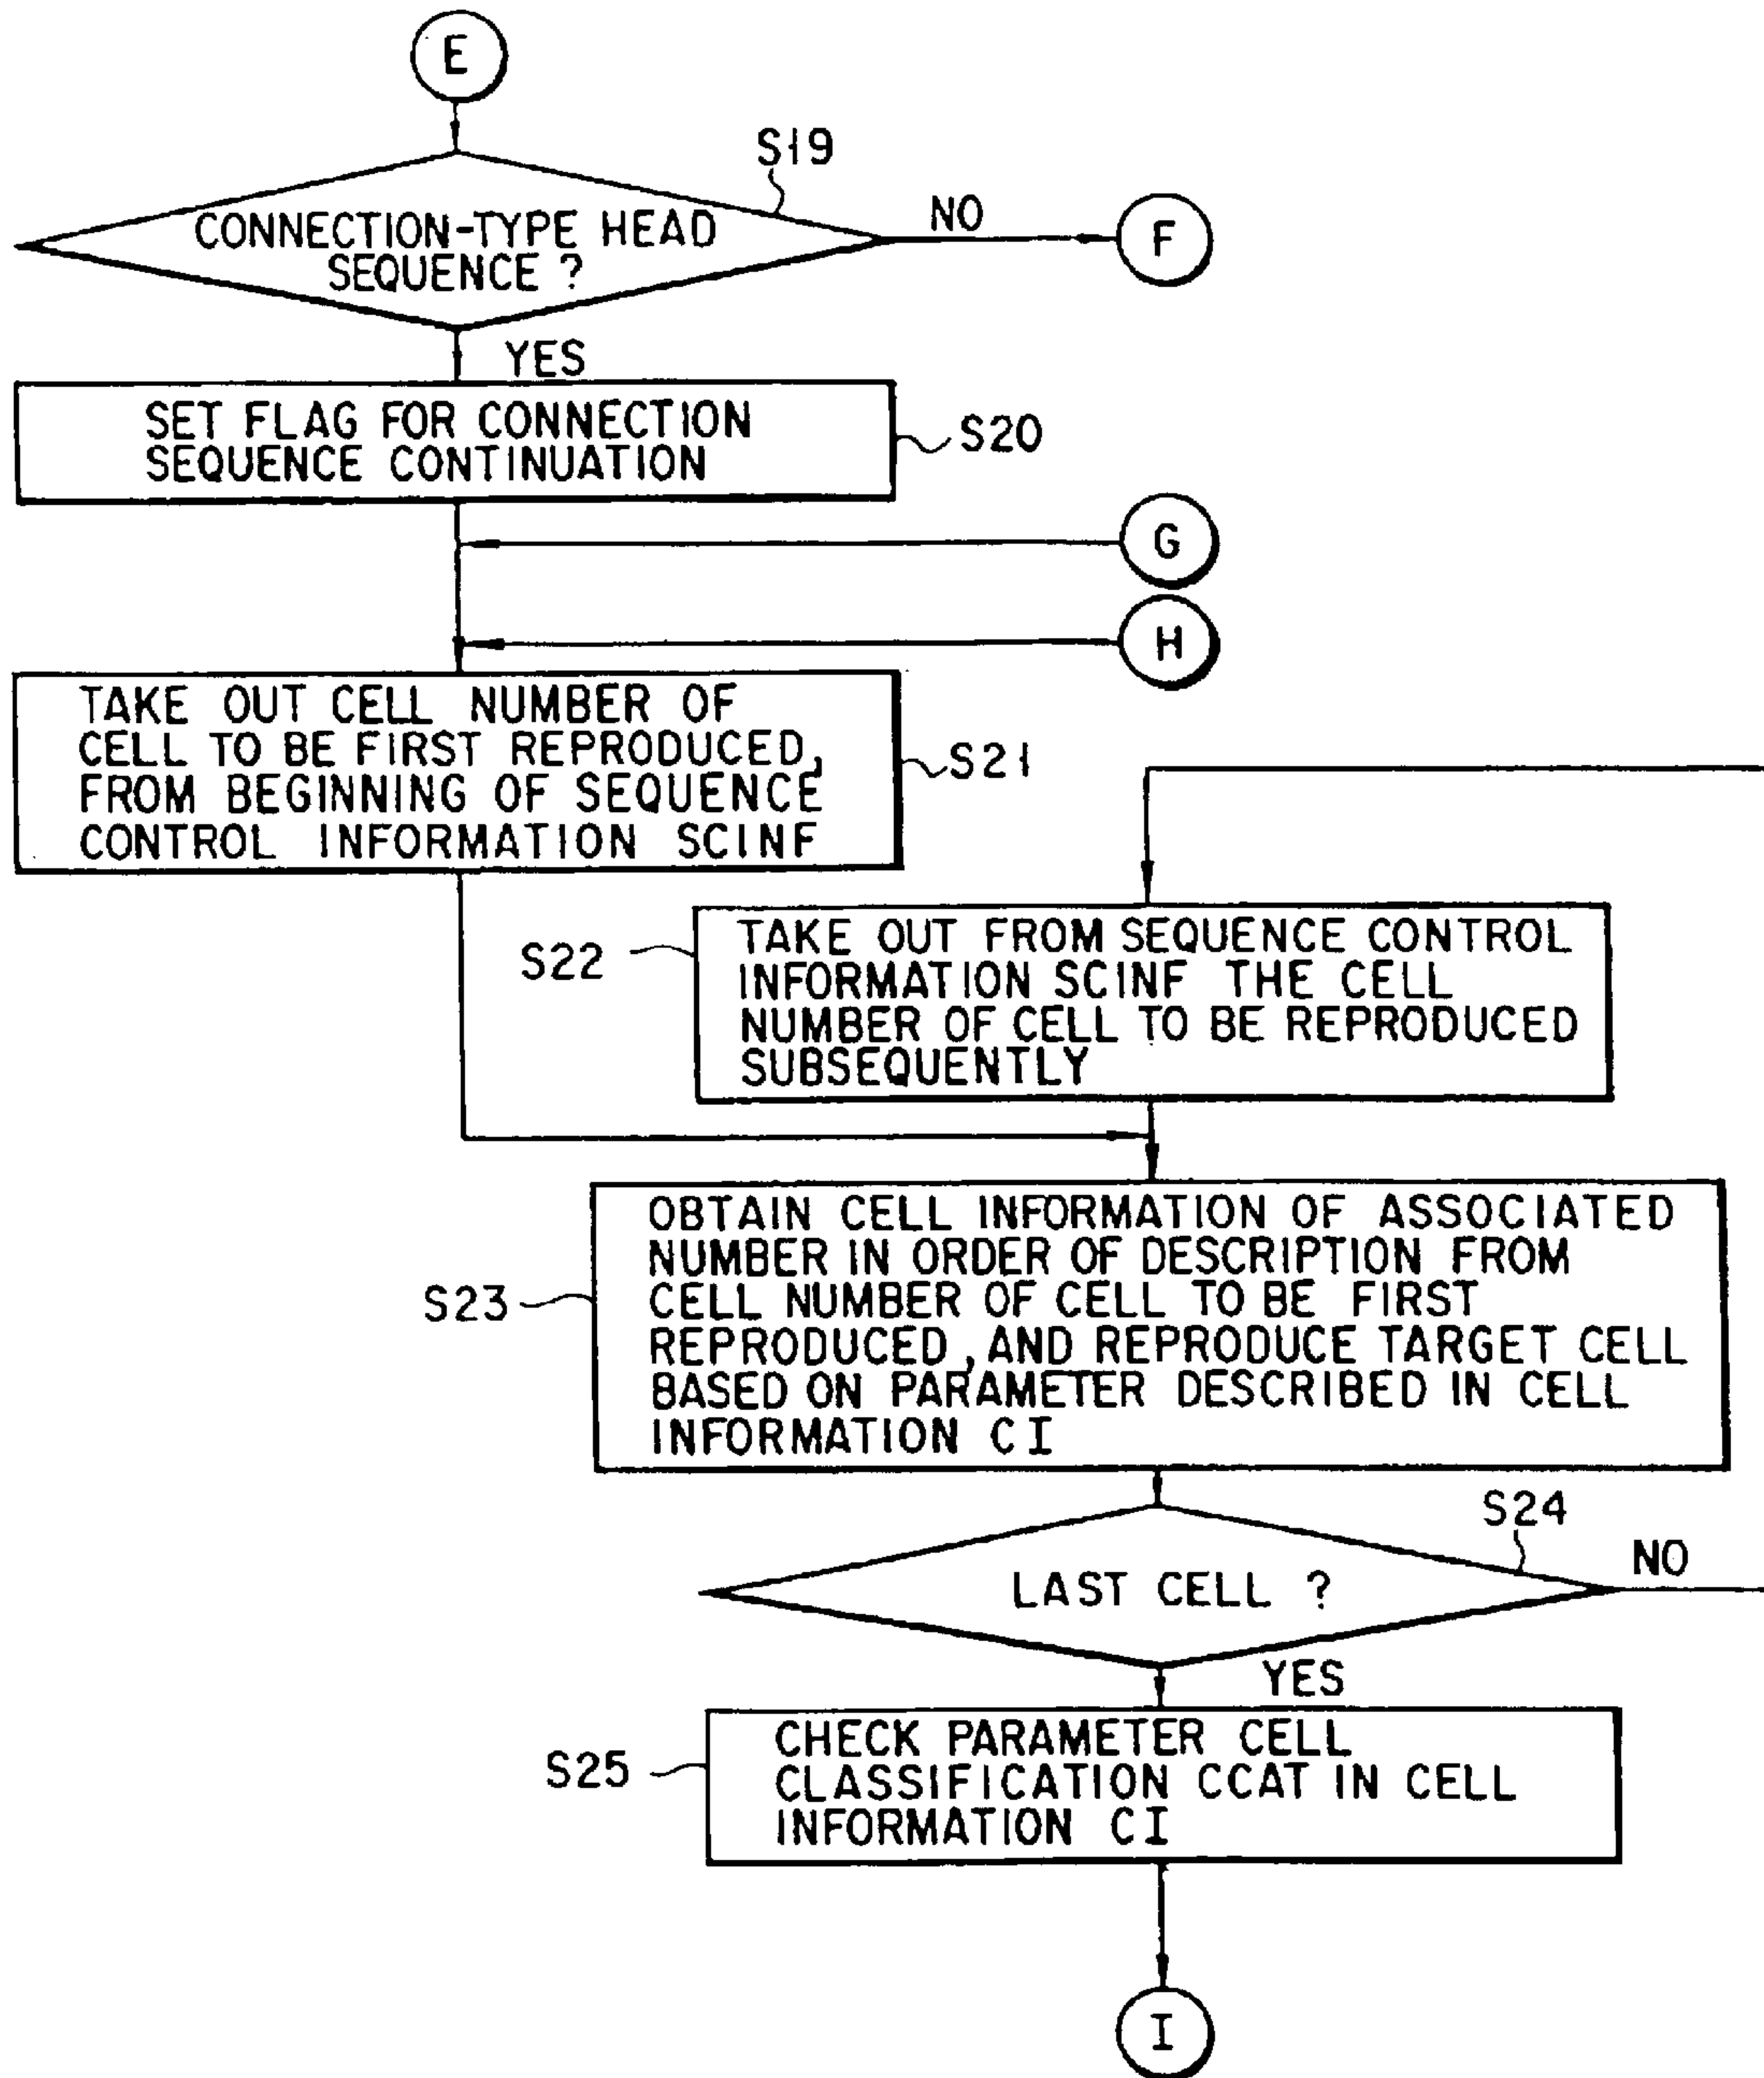 E
S19
CONNECTION-TYPE HEAD
SEQUENCE ?
NO
F
YES
SET FLAG FOR CONNECTION
SEQUENCE CONTINUATION
S20
G
H
TAKE OUT CELL NUMBER OF
CELL TO BE FIRST REPRODUCED,
FROM BEGINNING OF SEQUENCE
CONTROL INFORMATION SCINF
S21
S22
TAKE OUT FROM SEQUENCE CONTROL
INFORMATION SCINF THE CELL
NUMBER OF CELL TO BE REPRODUCED
SUBSEQUENTLY
S23
OBTAIN CELL INFORMATION OF ASSOCIATED
NUMBER IN ORDER OF DESCRIPTION FROM
CELL NUMBER OF CELL TO BE FIRST
REPRODUCED, AND REPRODUCE TARGET CELL
BASED ON PARAMETER DESCRIBED IN CELL
INFORMATION CI
S24
LAST CELL ?
NO
YES
S25
CHECK PARAMETER CELL
CLASSIFICATION CCAT IN CELL
INFORMATION CI
I